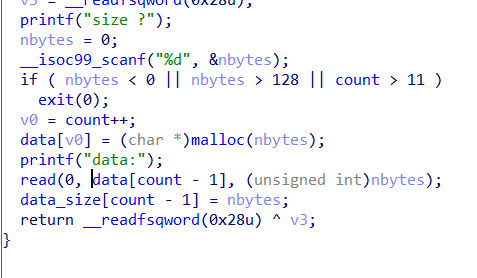 v3 = __readfsqword(0x28u);
printf("size ?");
nbytes = 0;
__isoc99_scanf("%d", &nbytes);
if ( nbytes < 0 || nbytes > 128 || count > 11 )
exit(0);
v0 = count++;
data[v0] = (char *)malloc(nbytes);
printf("data:");
read(0, data[count - 1], (unsigned int)nbytes);
data_size[count - 1] = nbytes;
return __readfsqword(0x28u) ^ v3;
}